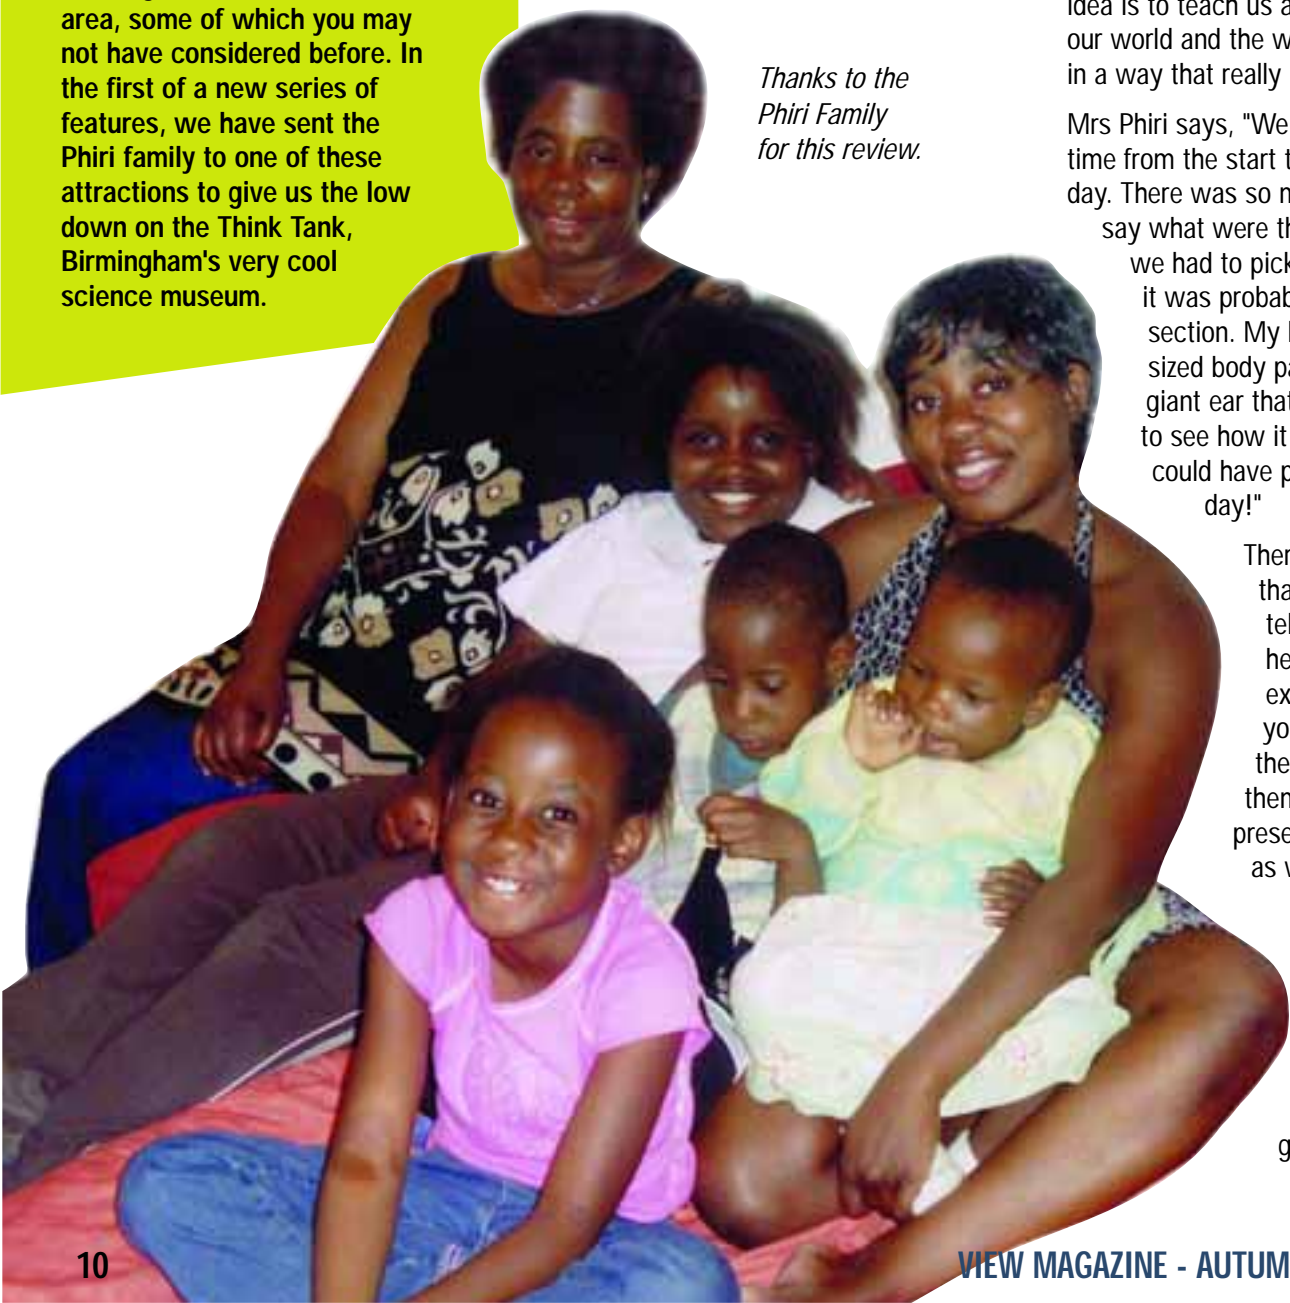 area, some of which you may
not have considered before. In
the first of a new series of
features, we have sent the
Phiri family to one of these
attractions to give us the low
down on the Think Tank,
Birmingham's very cool
science museum.
Thanks to the
Phiri Family
for this review.
idea is to teach us a
our world and the w
in a way that really
Mrs Phiri says, "We
time from the start t
day. There was so n
say what were th
we had to pick
it was probab
section. My
sized body pa
giant ear that
to see how it
could have p
day!"
Ther
tha
tel
he
ex
yo
the
then
prese
as v
g
10
VIEW MAGAZINE - AUTUM